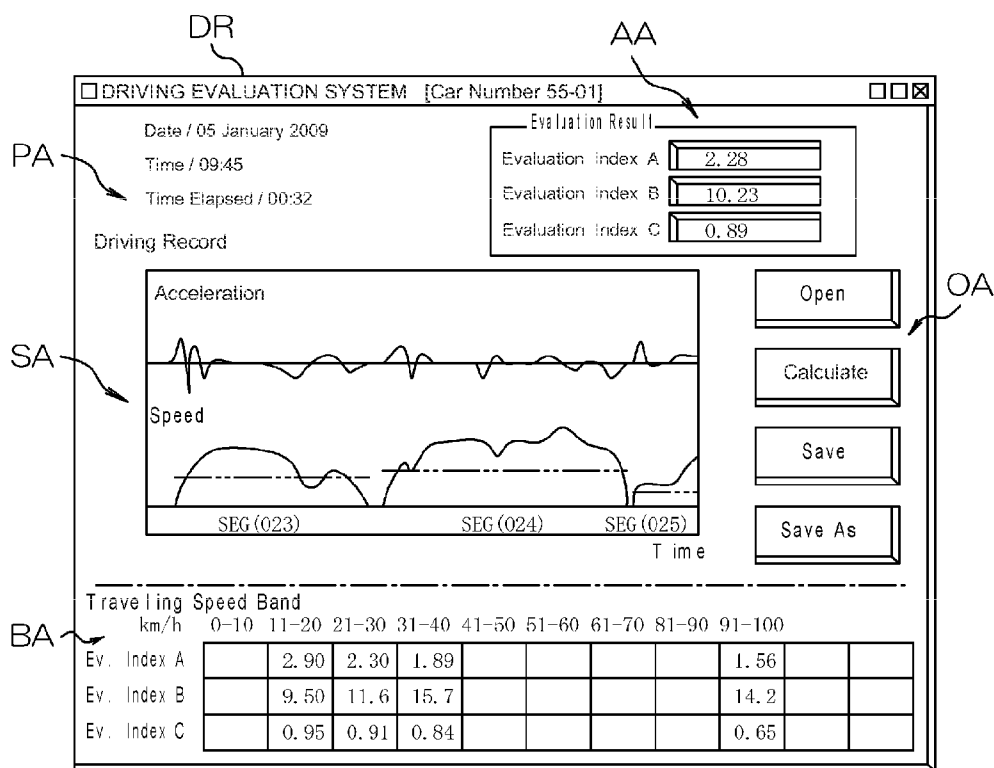 DR
AA
DRIVING EVALUATION SYSTEM [Car Number 55-01]
Date / 05 January 2009
Evaluation Result
PA
Time / 09:45
Evaluation Index A 2.28
Time Elapsed / 00:32
Evaluation Index B 10.23
Driving Record
Evaluation Index C 0.89
Acceleration
Open
OA
SA
Calculate
Speed
Save
SEG(023) SEG(024) SEG(025)
Save As
Time
Traveling Speed Band
BA
km/h 0-10 11-20 21-30 31-40 41-50 51-60 61-70 81-90 91-100
Ev. Index A 2.90 2.30 1.89 1.56
Ev. Index B 9.50 11.6 15.7 14.2
Ev. Index C 0.95 0.91 0.84 0.65